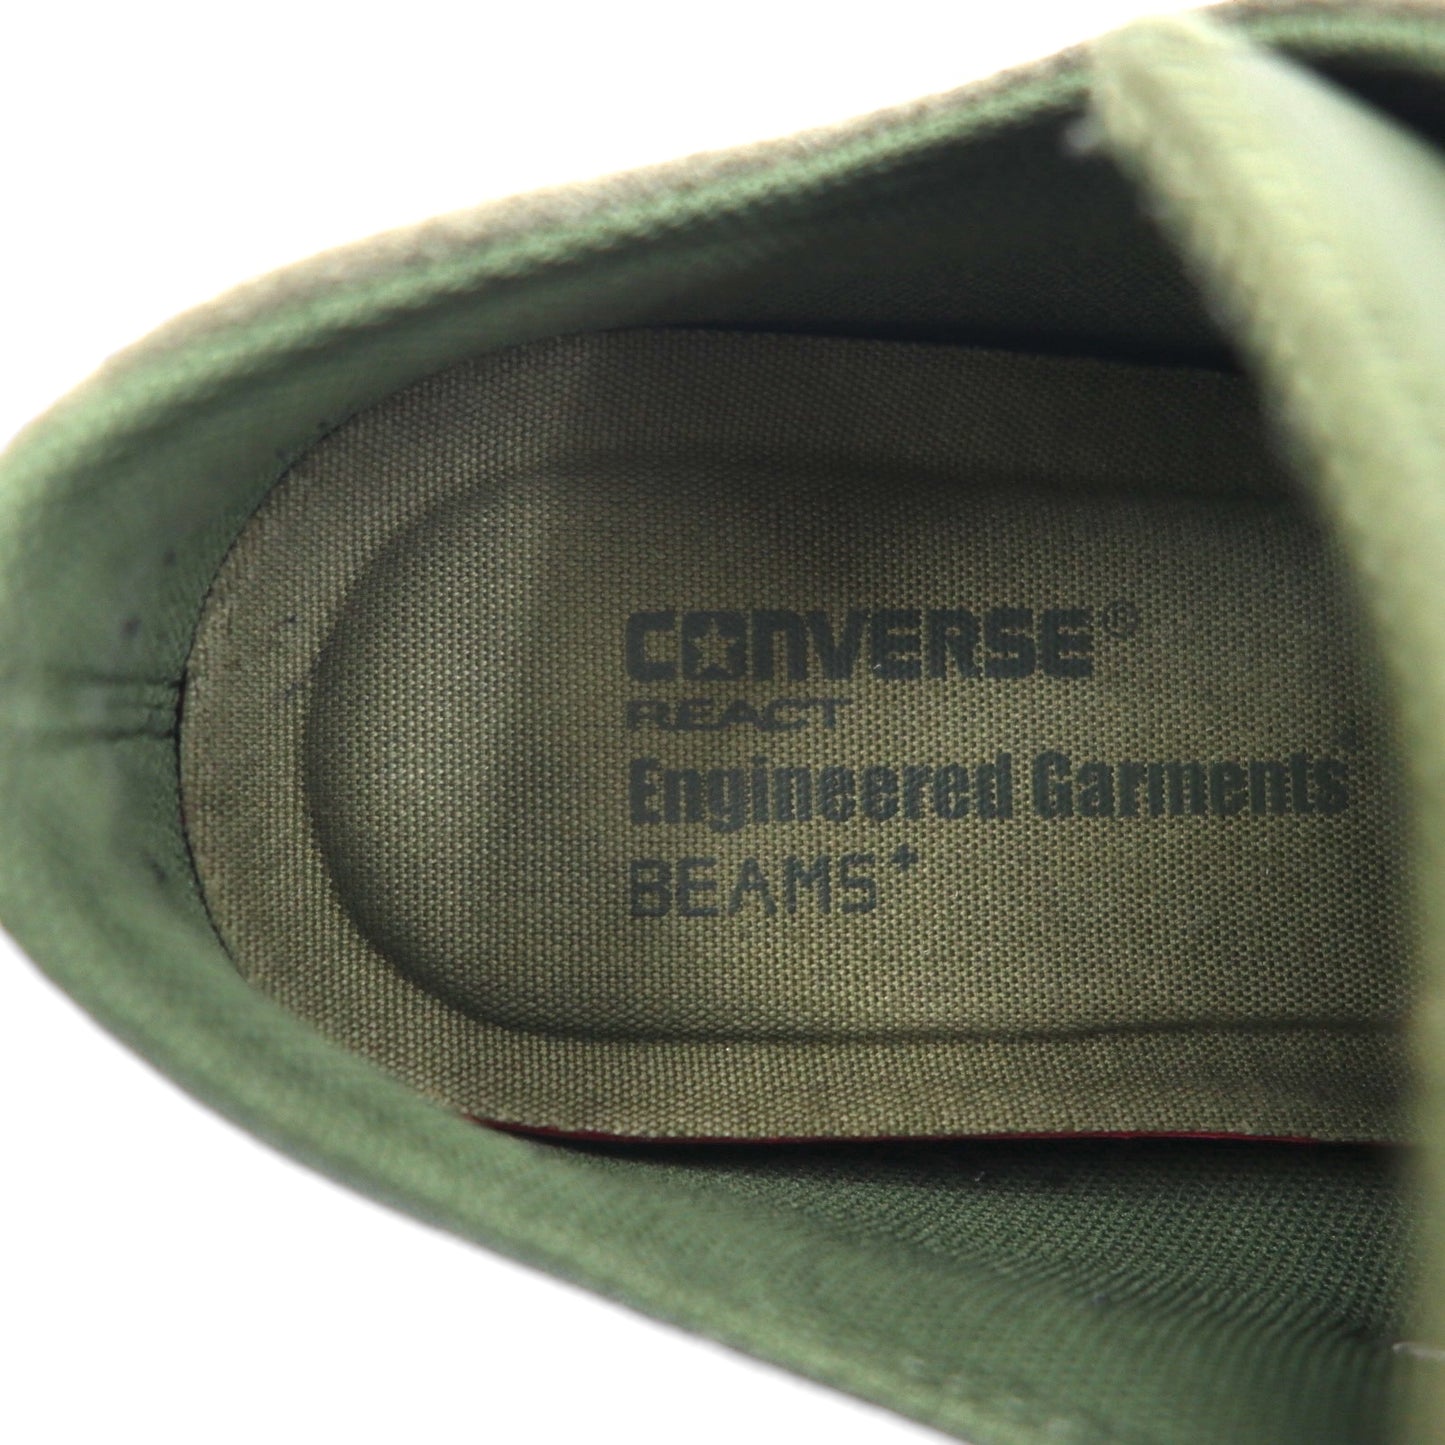 CONVERSE®
REACT
Engineered Garments
BEAMS+